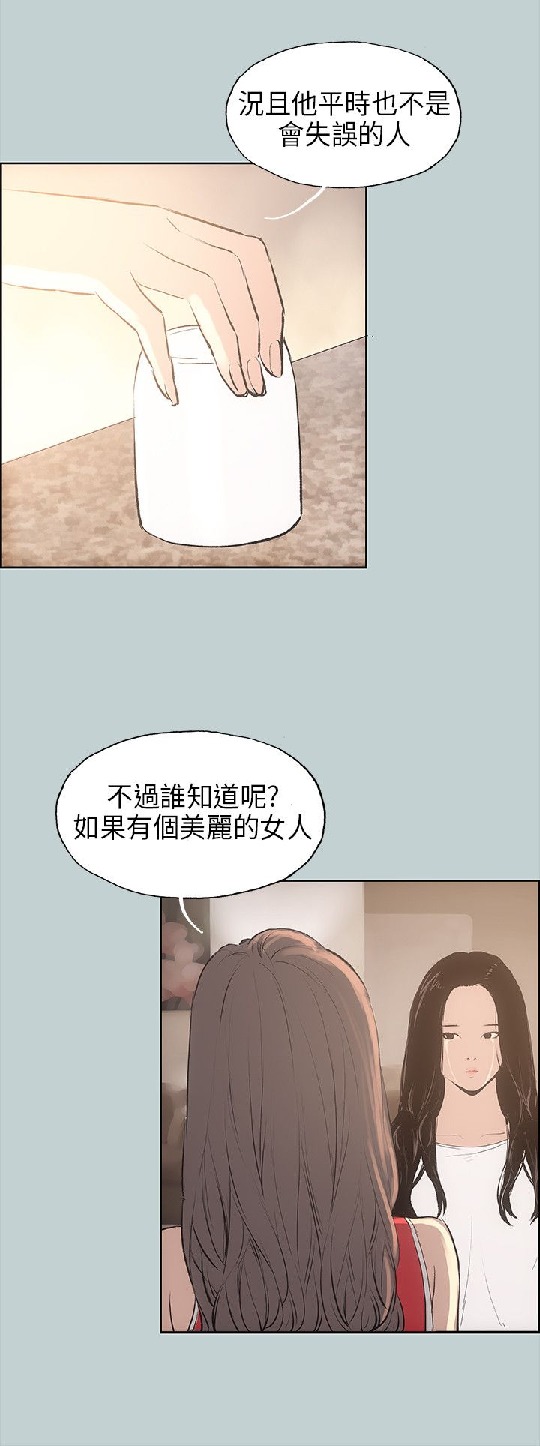 況且他平時也不是
會失誤的人
不過誰知道呢?
如果有個美麗的女人